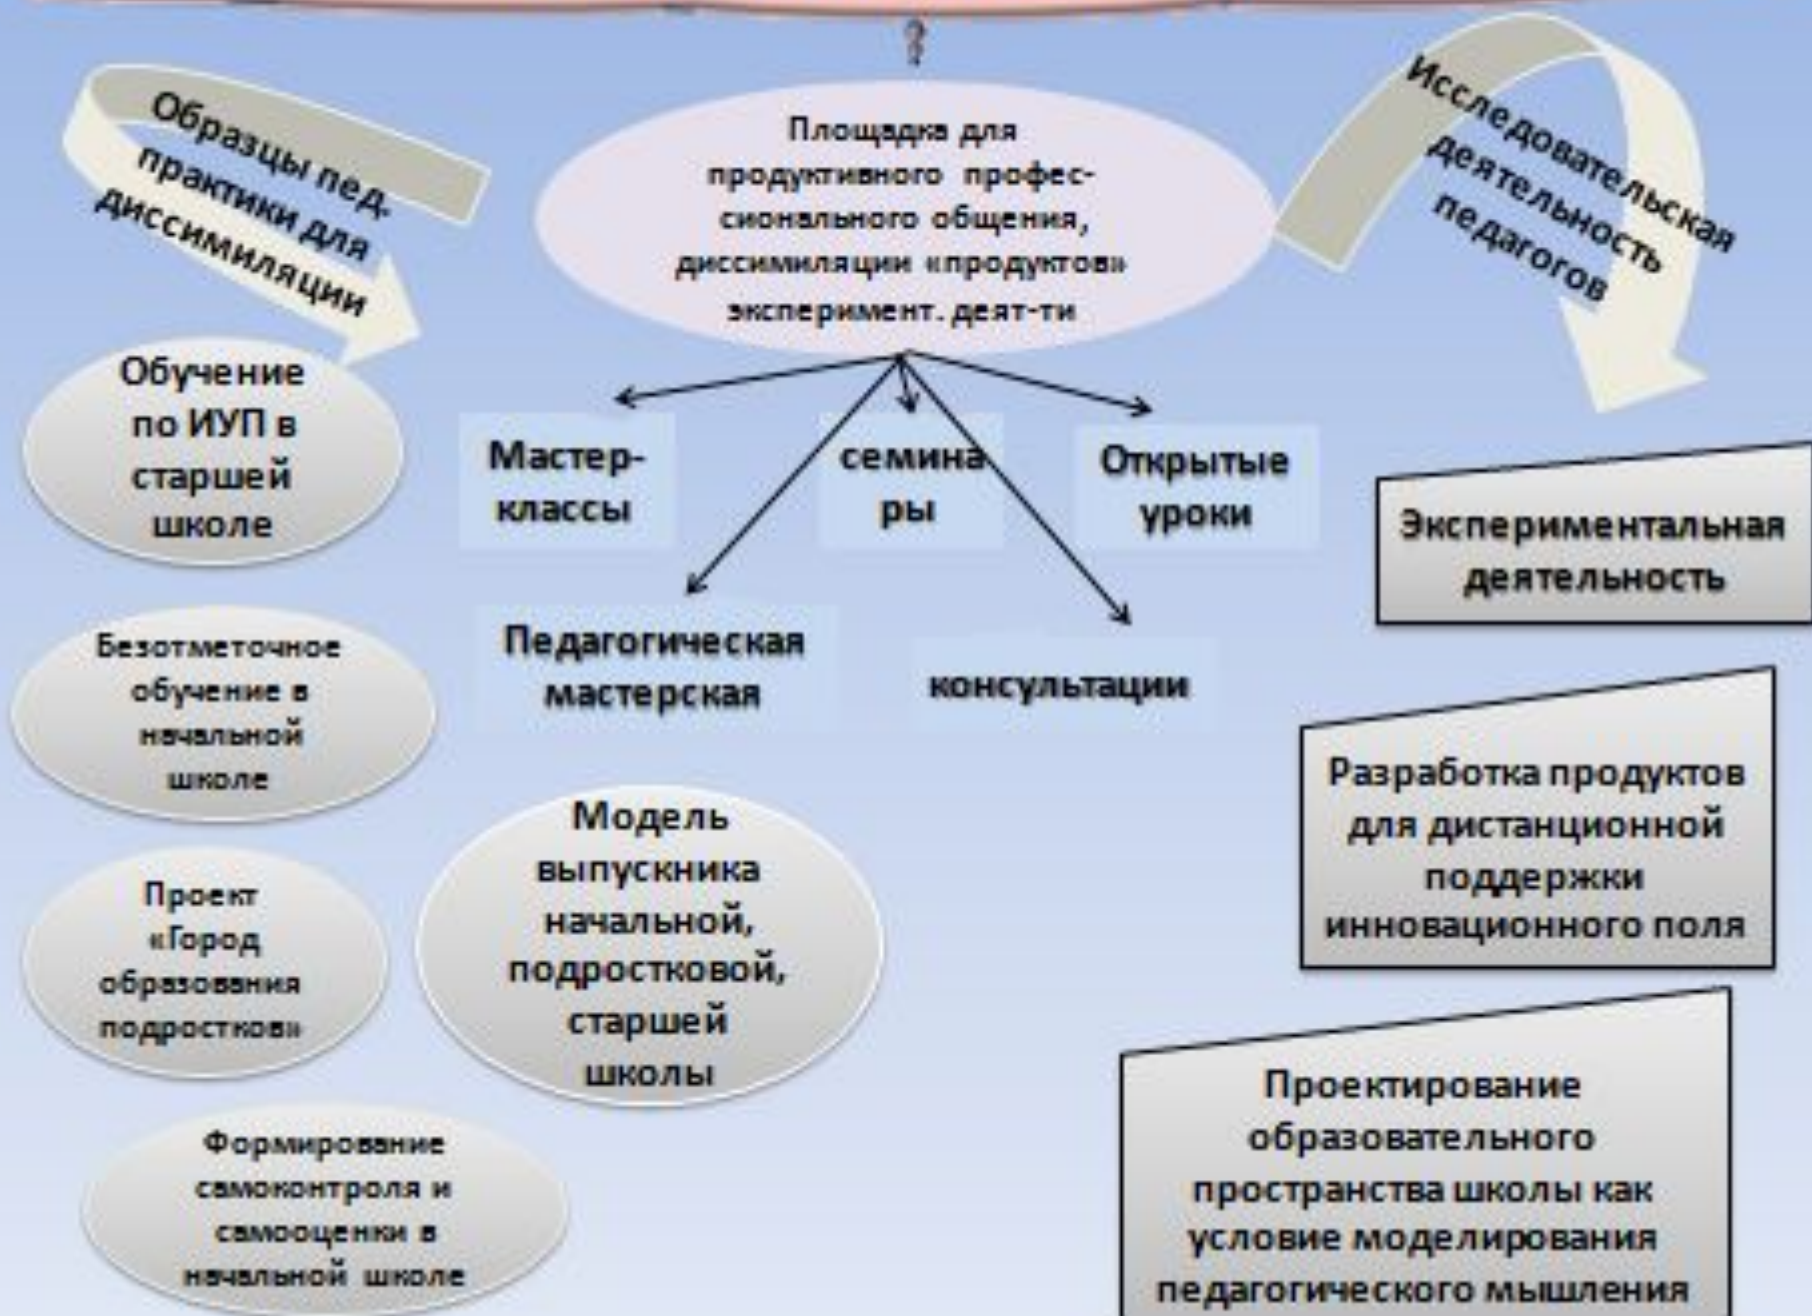 Образцы пед.
практики для
диссимиляции
Площадка для
продуктивного профес-
сионального общения,
диссимиляции «продуктов»
эксперимент. деят-ти
Исследовательская
деятельность
педагогов
Обучение
по ИУП в
старшей
школе
Мастер-
классы
семина
ры
Открытые
уроки
Экспериментальная
деятельность
Безотметочное
обучение в
начальной
школе
Педагогическая
мастерская
консультации
Разработка продуктов
для дистанционной
поддержки
инновационного поля
Проект
«Город
образования
подростков»
Модель
выпускника
начальной,
подростковой,
старшей
школы
Формирование
самоконтроля и
самооценки в
начальной школе
Проектирование
образовательного
пространства школы как
условие моделирования
педагогического мышления